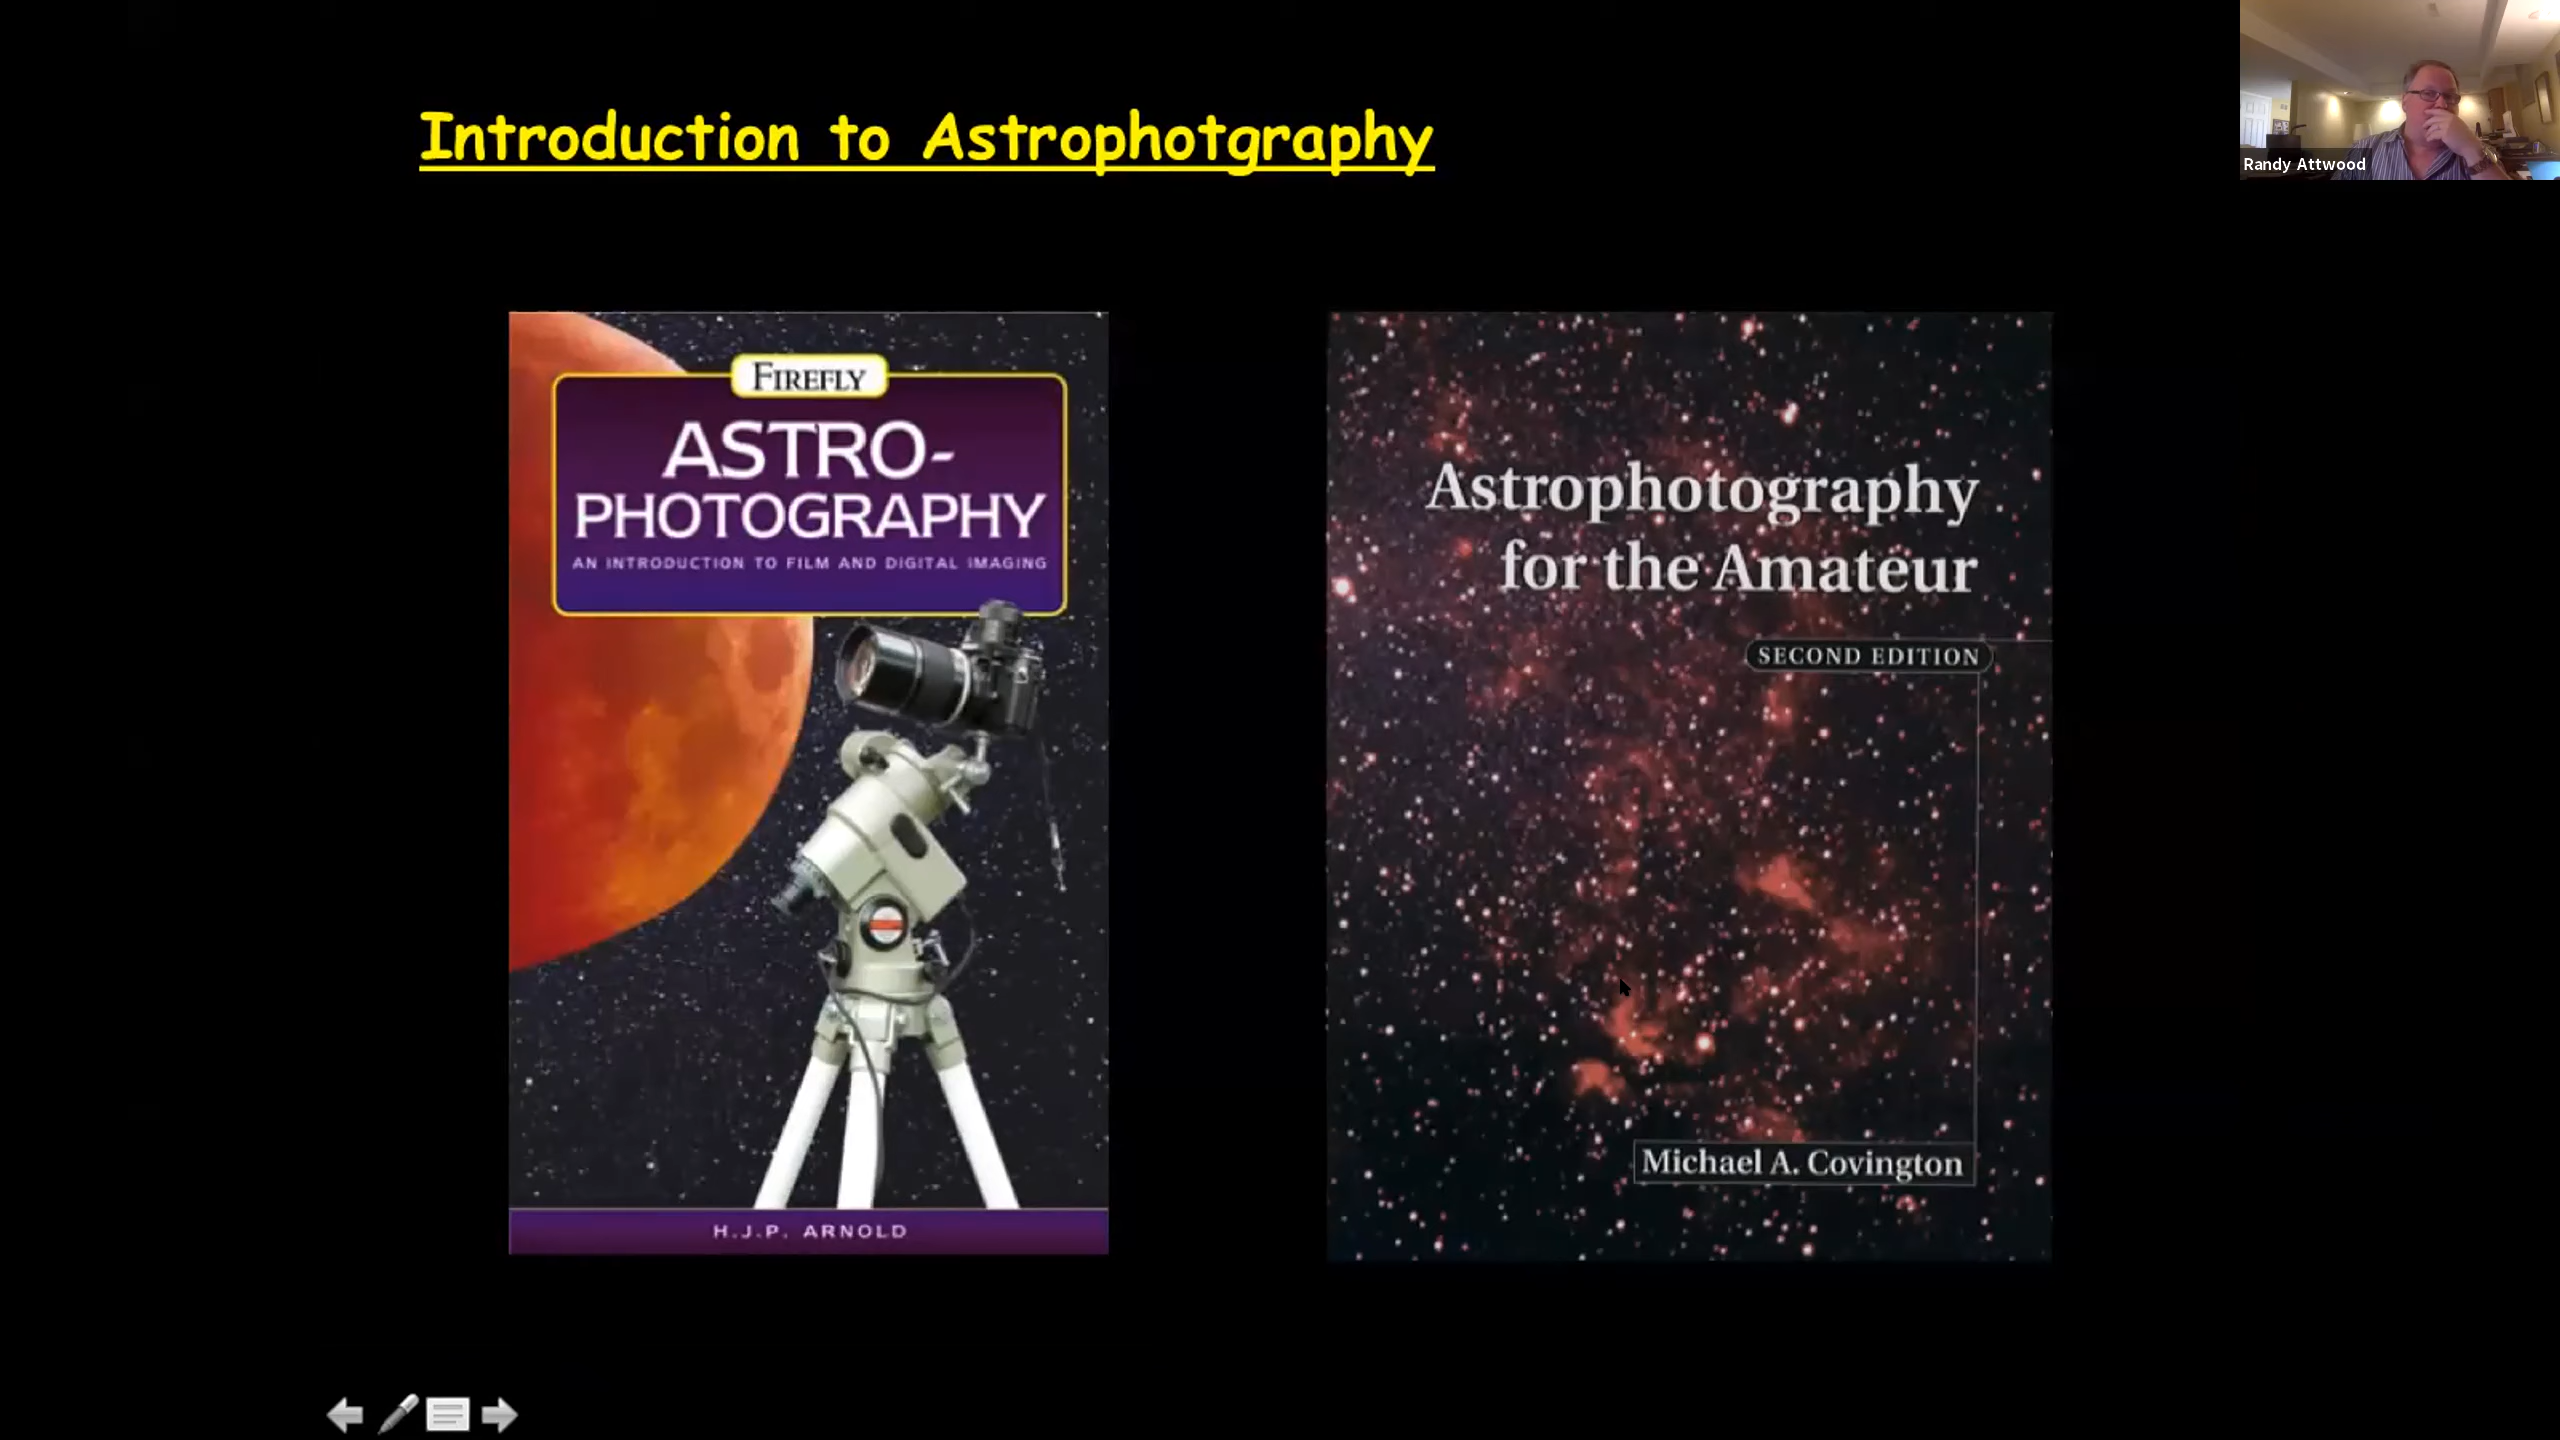 Introduction to Astrophotgraphy
Randy Attwood
FIREFLY
ASTRO-
PHOTOGRAPHY
AN INTRODUCTION TO FILM AND DIGITAL IMAGING
H.J.P. ARNOLD
Astrophotography
for the Amateur
SECOND EDITION
Michael A. Covington